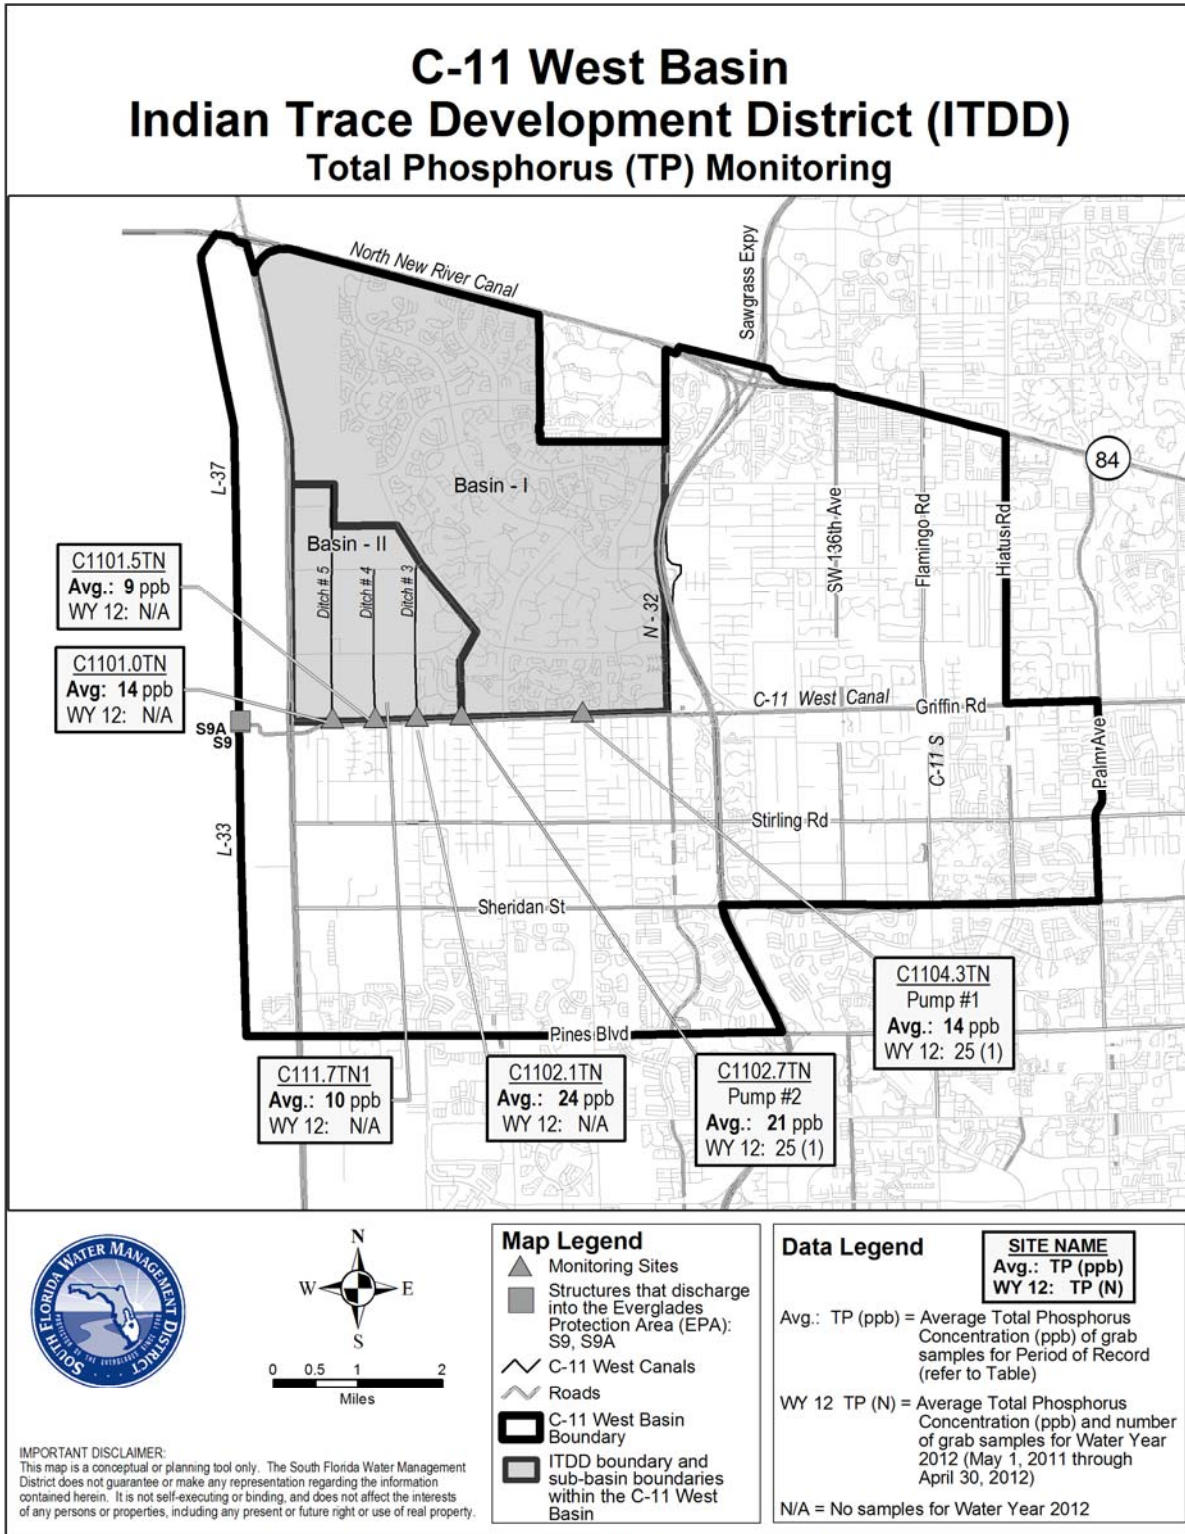 C-11 West Basin
Indian Trace Development District (ITDD)
Total Phosphorus (TP) Monitoring
North New River Canal
Sawgrass Expy
84
L-37
Basin - I
SW 136th Ave
Flamingo Rd
Hiatus Rd
Basin - II
Ditch # 5
Ditch # 4
Ditch # 3
N - 32
C1101.5TN
Avg.: 9 ppb
WY 12: N/A
C1101.0TN
Avg: 14 ppb
WY 12: N/A
S9A
S9
C-11 West Canal
Griffin Rd
C-11 S
Palm Ave
L-33
Stirling Rd
Sheridan St
Pines Blvd
C1104.3TN
Pump #1
Avg.: 14 ppb
WY 12: 25 (1)
C111.7TN1
Avg.: 10 ppb
WY 12: N/A
C1102.1TN
Avg.: 24 ppb
WY 12: N/A
C1102.7TN
Pump #2
Avg.: 21 ppb
WY 12: 25 (1)
SOUTH FLORIDA WATER MANAGEMENT DISTRICT
PROTECTOR OF THE EVERGLADES SINCE 1948
N
W
E
S
0 0.5 1 2
Miles
Map Legend
Monitoring Sites
Structures that discharge
into the Everglades
Protection Area (EPA):
S9, S9A
C-11 West Canals
Roads
C-11 West Basin
Boundary
ITDD boundary and
sub-basin boundaries
within the C-11 West
Basin
Data Legend
SITE NAME
Avg.: TP (ppb)
WY 12: TP (N)
Avg.: TP (ppb) = Average Total Phosphorus
Concentration (ppb) of grab
samples for Period of Record
(refer to Table)
WY 12 TP (N) = Average Total Phosphorus
Concentration (ppb) and number
of grab samples for Water Year
2012 (May 1, 2011 through
April 30, 2012)
N/A = No samples for Water Year 2012
IMPORTANT DISCLAIMER:
This map is a conceptual or planning tool only. The South Florida Water Management
District does not guarantee or make any representation regarding the information
contained herein. It is not self-executing or binding, and does not affect the interests
of any persons or properties, including any present or future right or use of real property.